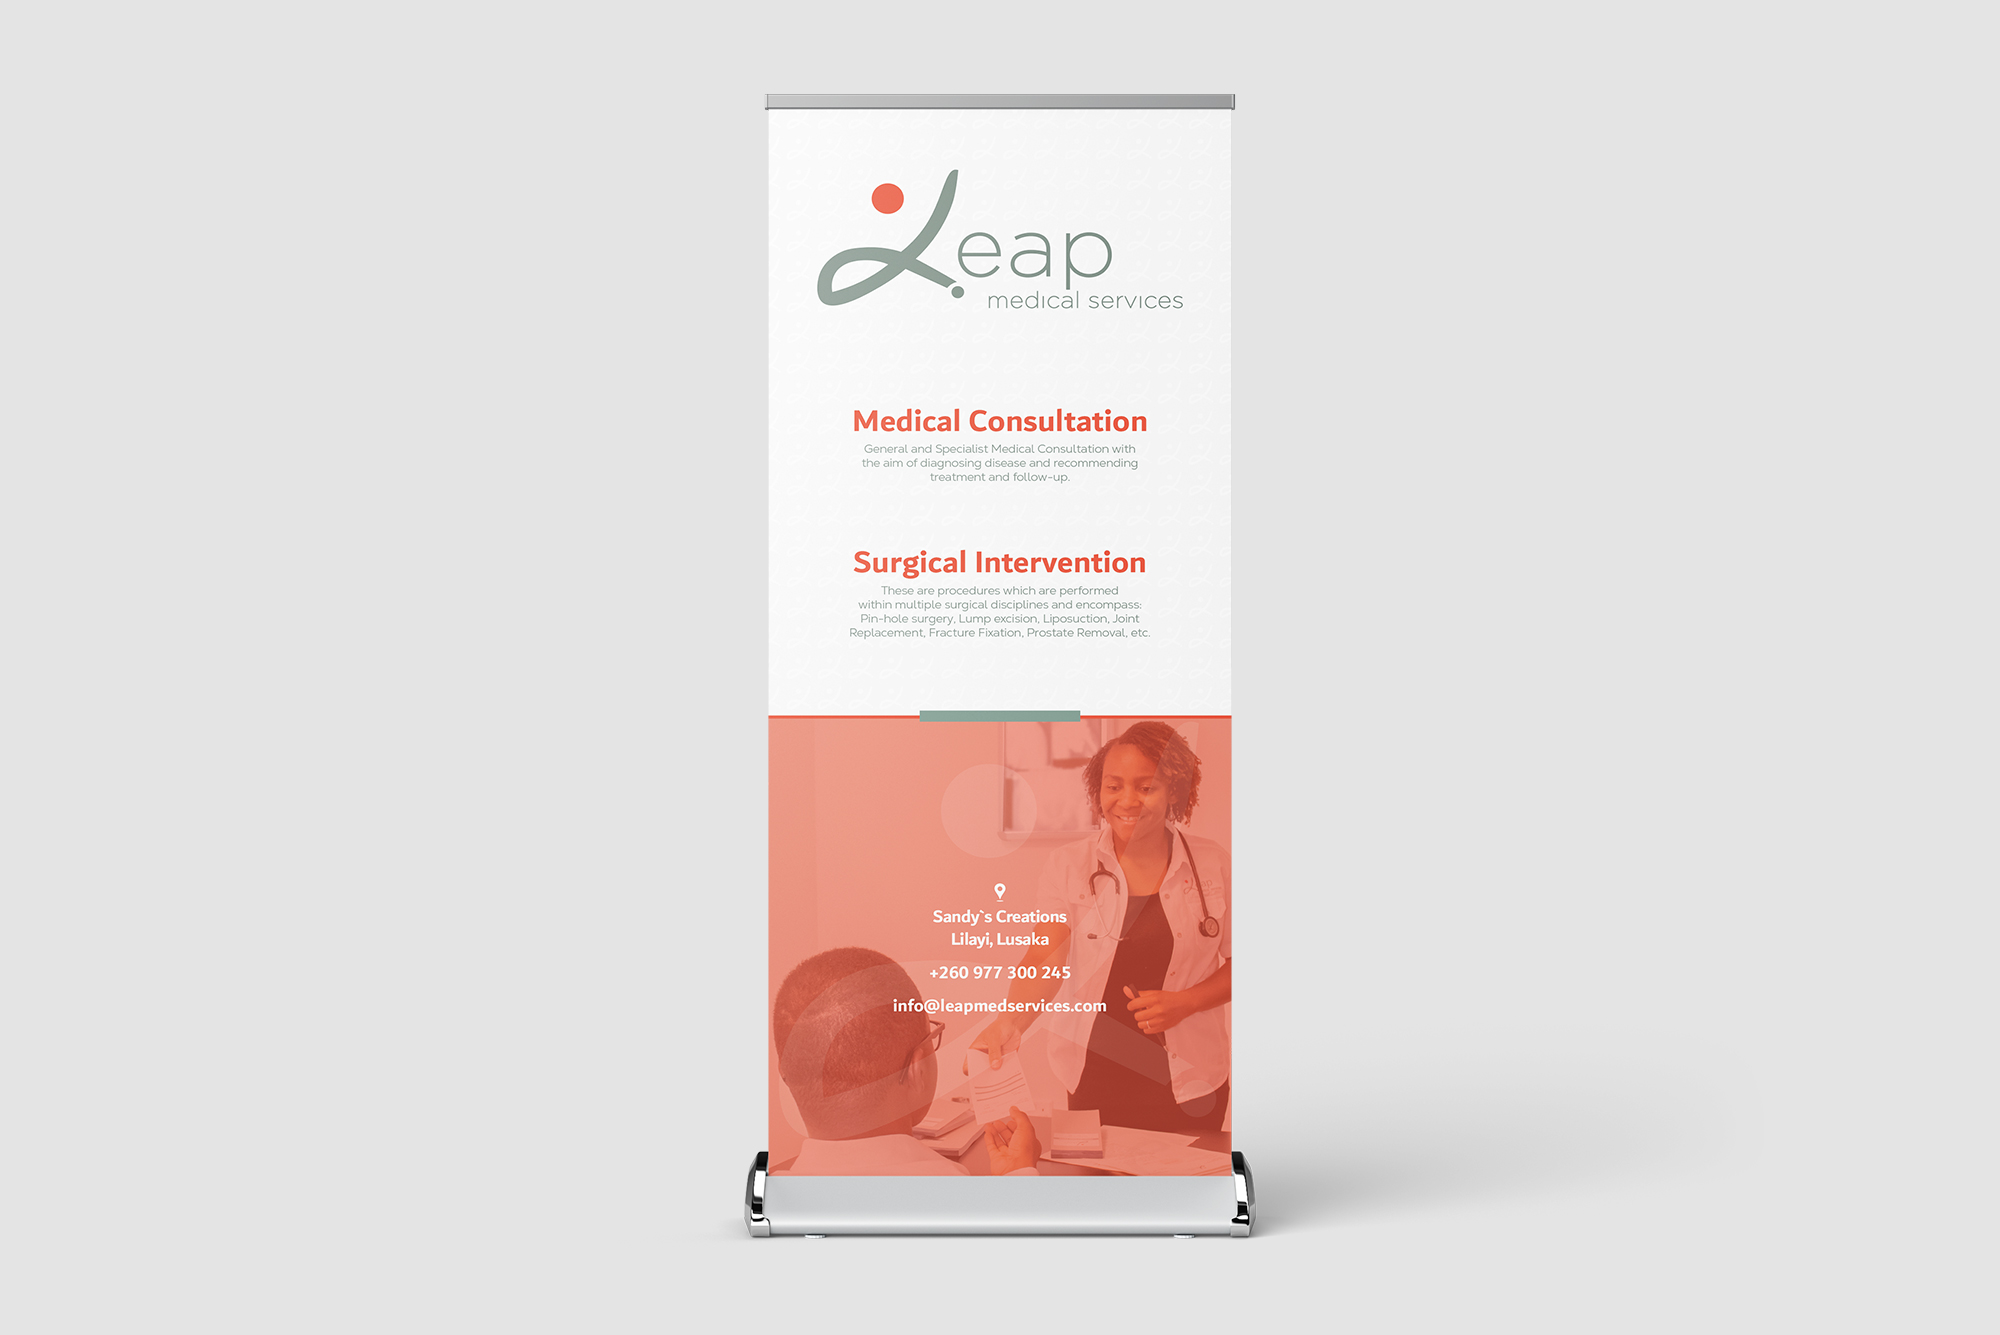 Leap
medical services
Medical Consultation
General and Specialist Medical Consultation with
the aim of diagnosing disease and recommending
treatment and follow-up.
Surgical Intervention
These are procedures which are performed
within multiple surgical disciplines and encompass:
Pin-hole surgery, Lump excision, Liposuction, Joint
Replacement, Fracture Fixation, Prostate Removal, etc.
Sandy`s Creations
Lilayi, Lusaka
+260 977 300 245
info@leapmedservices.com